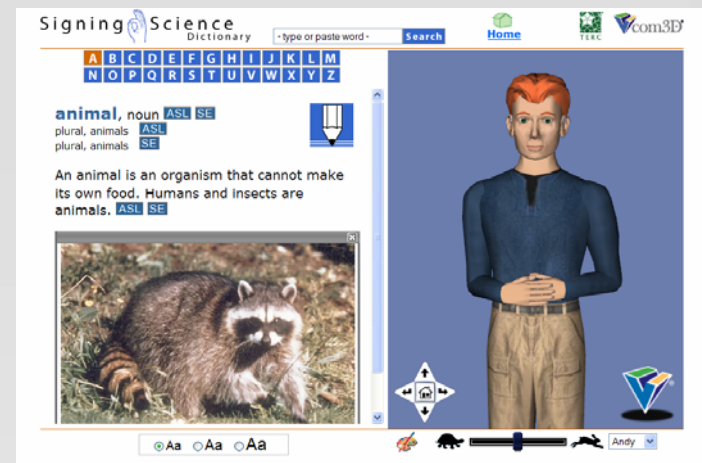 Signing Science
Dictionary
- type or paste word -
Search
Home
TERC
Vcom3D
A B C D E F G H I J K L M
N O P Q R S T U V W X Y Z
animal, noun ASL SE
plural, animals ASL
plural, animals SE
An animal is an organism that cannot make
its own food. Humans and insects are
animals. ASL SE
Aa Aa Aa
Andy